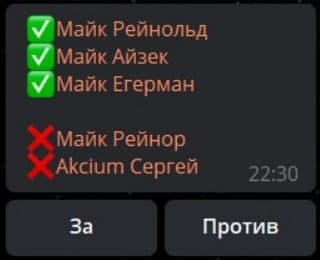 ✅Майк Рейнольд
✅Майк Айзек
✅Майк Егерман
❌Майк Рейнор
❌Akcium Сергей
22:30
За
Против